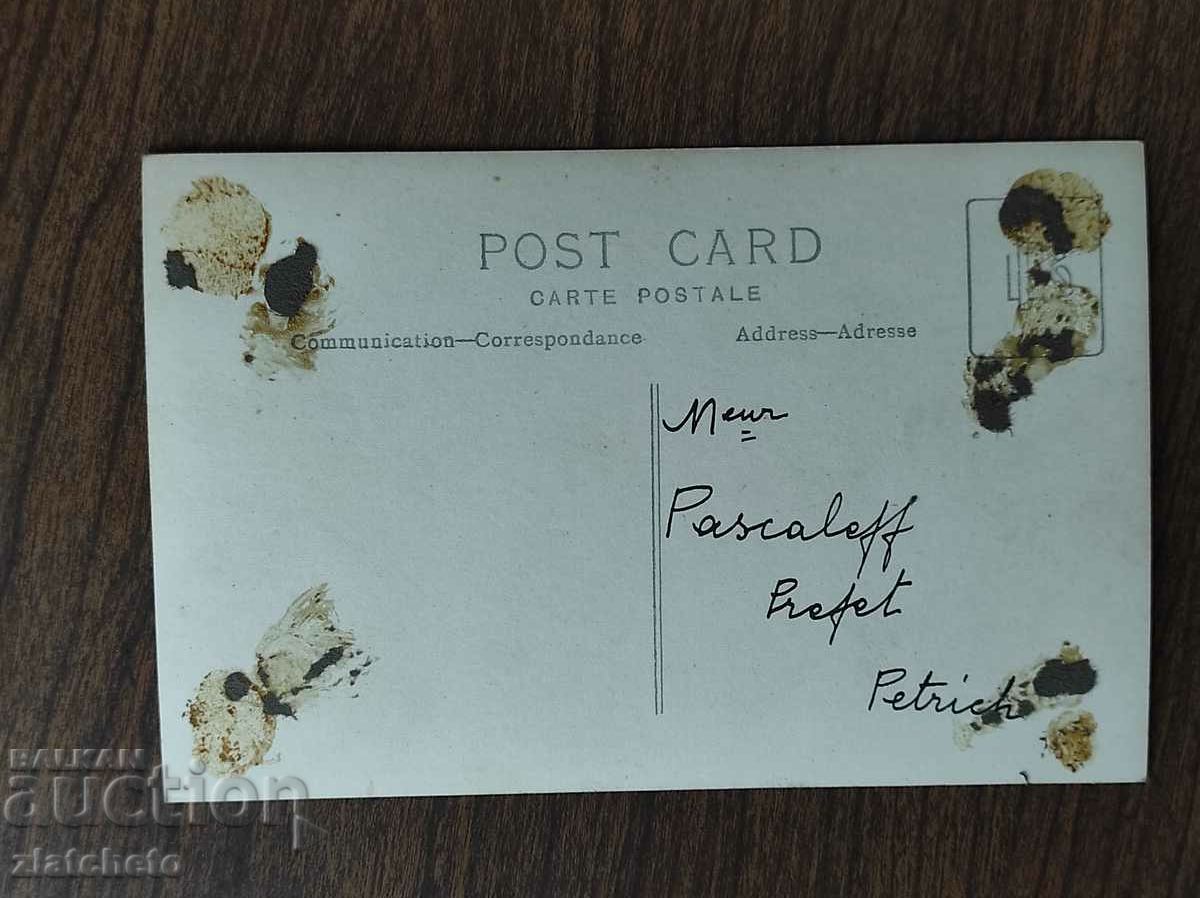 POST CARD
CARTE POSTALE
Communication—Correspondance
Address—Adresse
Meur
Pascaleff
Prefet
Petrich
BALKAN
auction
zlatcheto